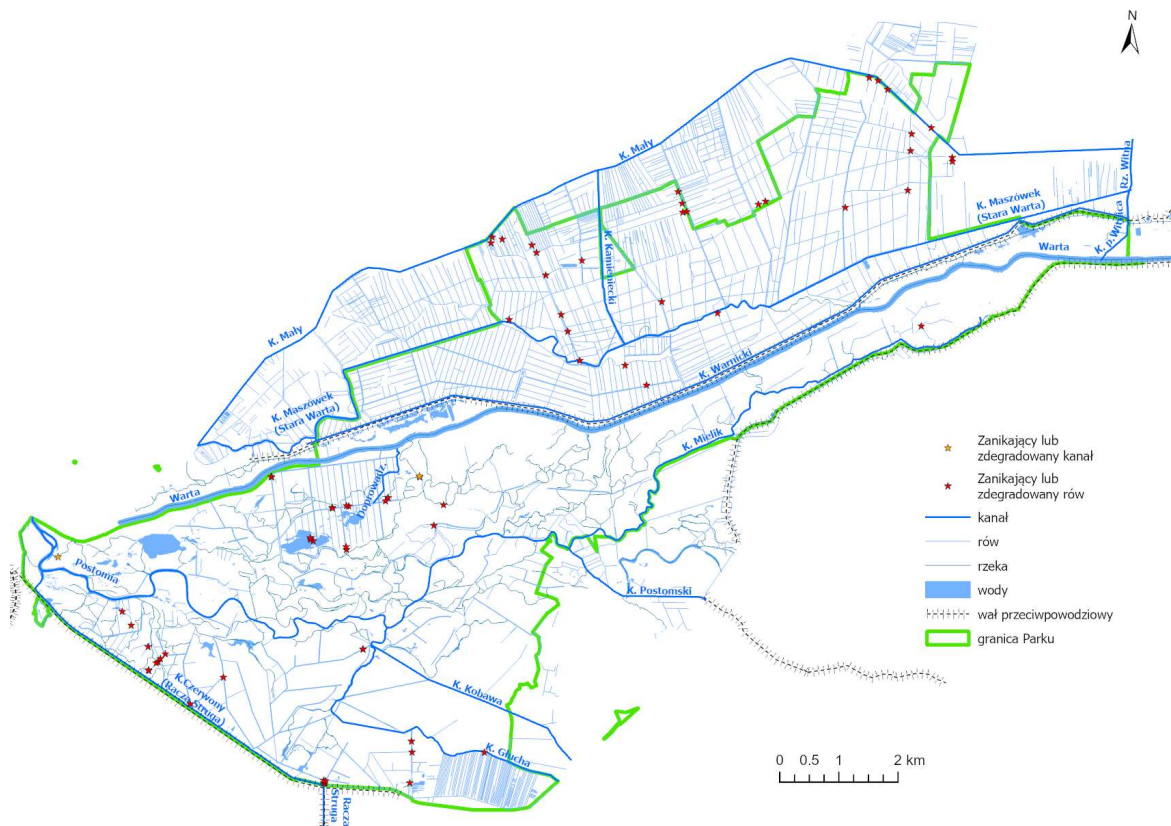 N
K. Mały
Rz. Witna
K. Maszówek
(Stara Warta)
K. p. Witnica
Warta
K. Kamieniecki
K. Mały
K. Warnicki
K. Maszówek
(Stara Warta)
K. Mielik
Doprowadz.
Warta
Postomia
K. Postomski
K.Czerwony
(Racza Struga)
K. Kobawa
K. Głucha
Racza
Struga
Zanikający lub
zdegradowany kanał
Zanikający lub
zdegradowany rów
kanał
rów
rzeka
wody
wał przeciwpowodziowy
granica Parku
0 0.5 1 2 km